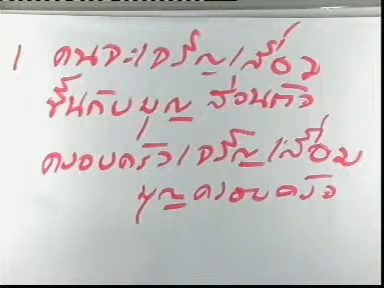 1 คนจะเจริญ/เสื่อม
ขึ้นกับบุญ ส่วนตัว
ครอบครัวเจริญ/เสื่อม
บุญครอบครัว